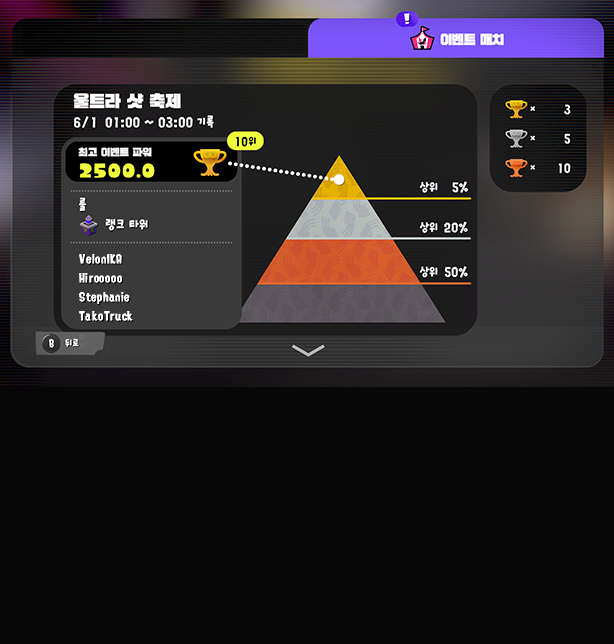 !
이벤트 매치
울트라 샷 축제
6/1 01:00 ~ 03:00 기록
10위
최고 이벤트 파워
2500.0
룰
랭크 타워
VelonIKA
Hirooooo
Stephanie
TakoTruck
상위 5%
상위 20%
상위 50%
× 3
× 5
× 10
B 뒤로